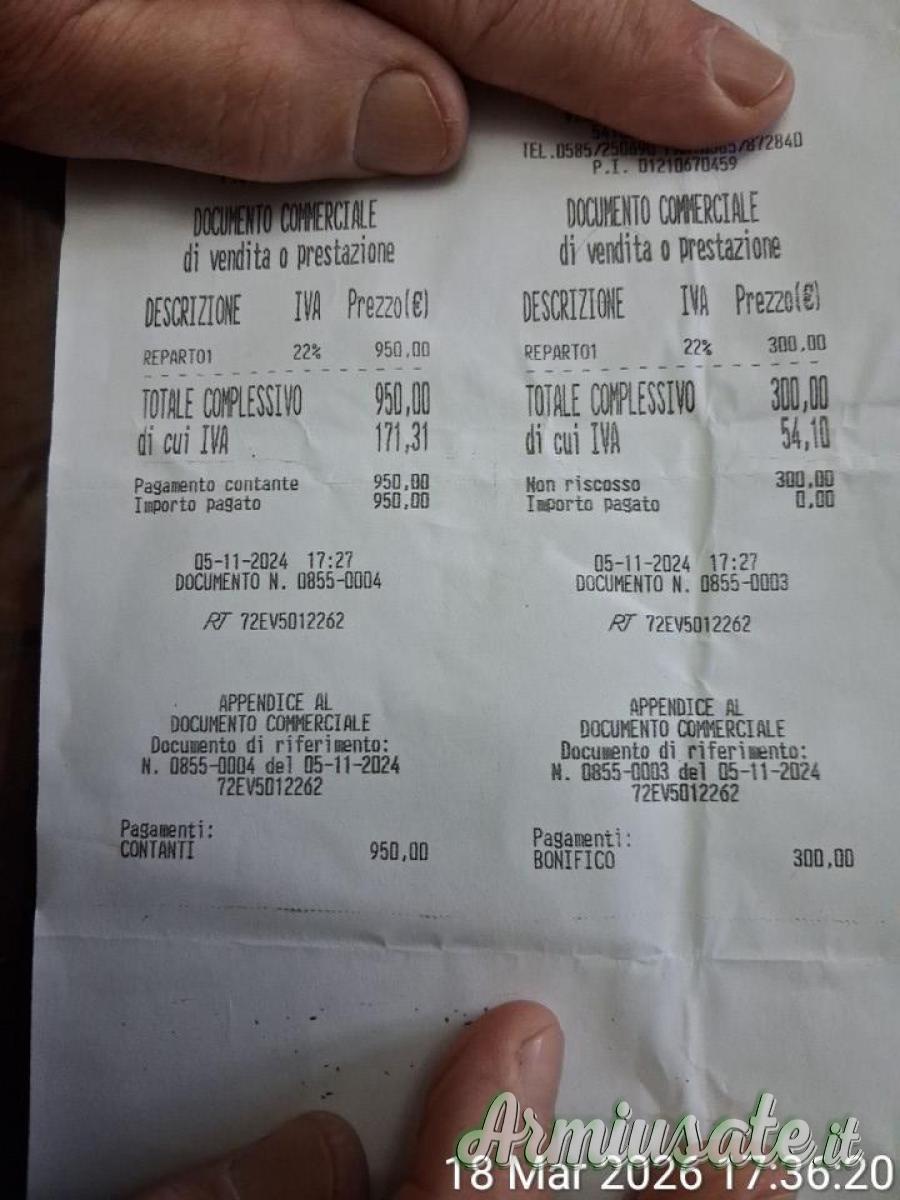 TEL.0585/250690
872840
P.I. 01210670459
DOCUMENTO COMMERCIALE
di vendita o prestazione
DESCRIZIONE IVA Prezzo(€)
REPARTO1 22% 950,00
TOTALE COMPLESSIVO 950,00
di cui IVA 171,31
Pagamento contante 950,00
Importo pagato 950,00
05-11-2024 17:27
DOCUMENTO N. 0855-0004
RT 72EV5012262
APPENDICE AL
DOCUMENTO COMMERCIALE
Documento di riferimento:
N. 0855-0004 del 05-11-2024
72EV5012262
Pagamenti:
CONTANTI 950,00
DOCUMENTO COMMERCIALE
di vendita o prestazione
DESCRIZIONE IVA Prezzo(€)
REPARTO1 22% 300,00
TOTALE COMPLESSIVO 300,00
di cui IVA 54,10
Non riscosso 300,00
Importo pagato 0,00
05-11-2024 17:27
DOCUMENTO N. 0855-0003
RT 72EV5012262
APPENDICE AL
DOCUMENTO COMMERCIALE
Documento di riferimento:
N. 0855-0003 del 05-11-2024
72EV5012262
Pagamenti:
BONIFICO 300,00
Armiusate.it
18 Mar 2026 17:36:20